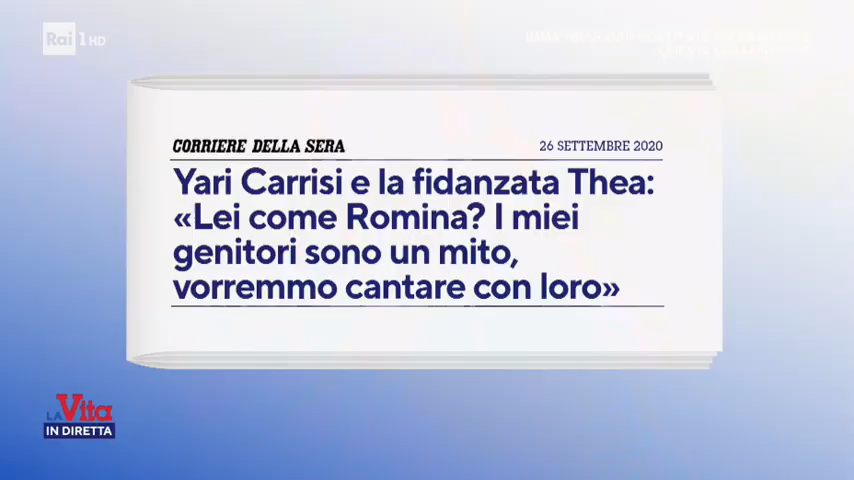 Rai 1 HD
CORRIERE DELLA SERA
26 SETTEMBRE 2020
Yari Carrisi e la fidanzata Thea:
«Lei come Romina? I miei
genitori sono un mito,
vorremmo cantare con loro»
LA Vita
IN DIRETTA